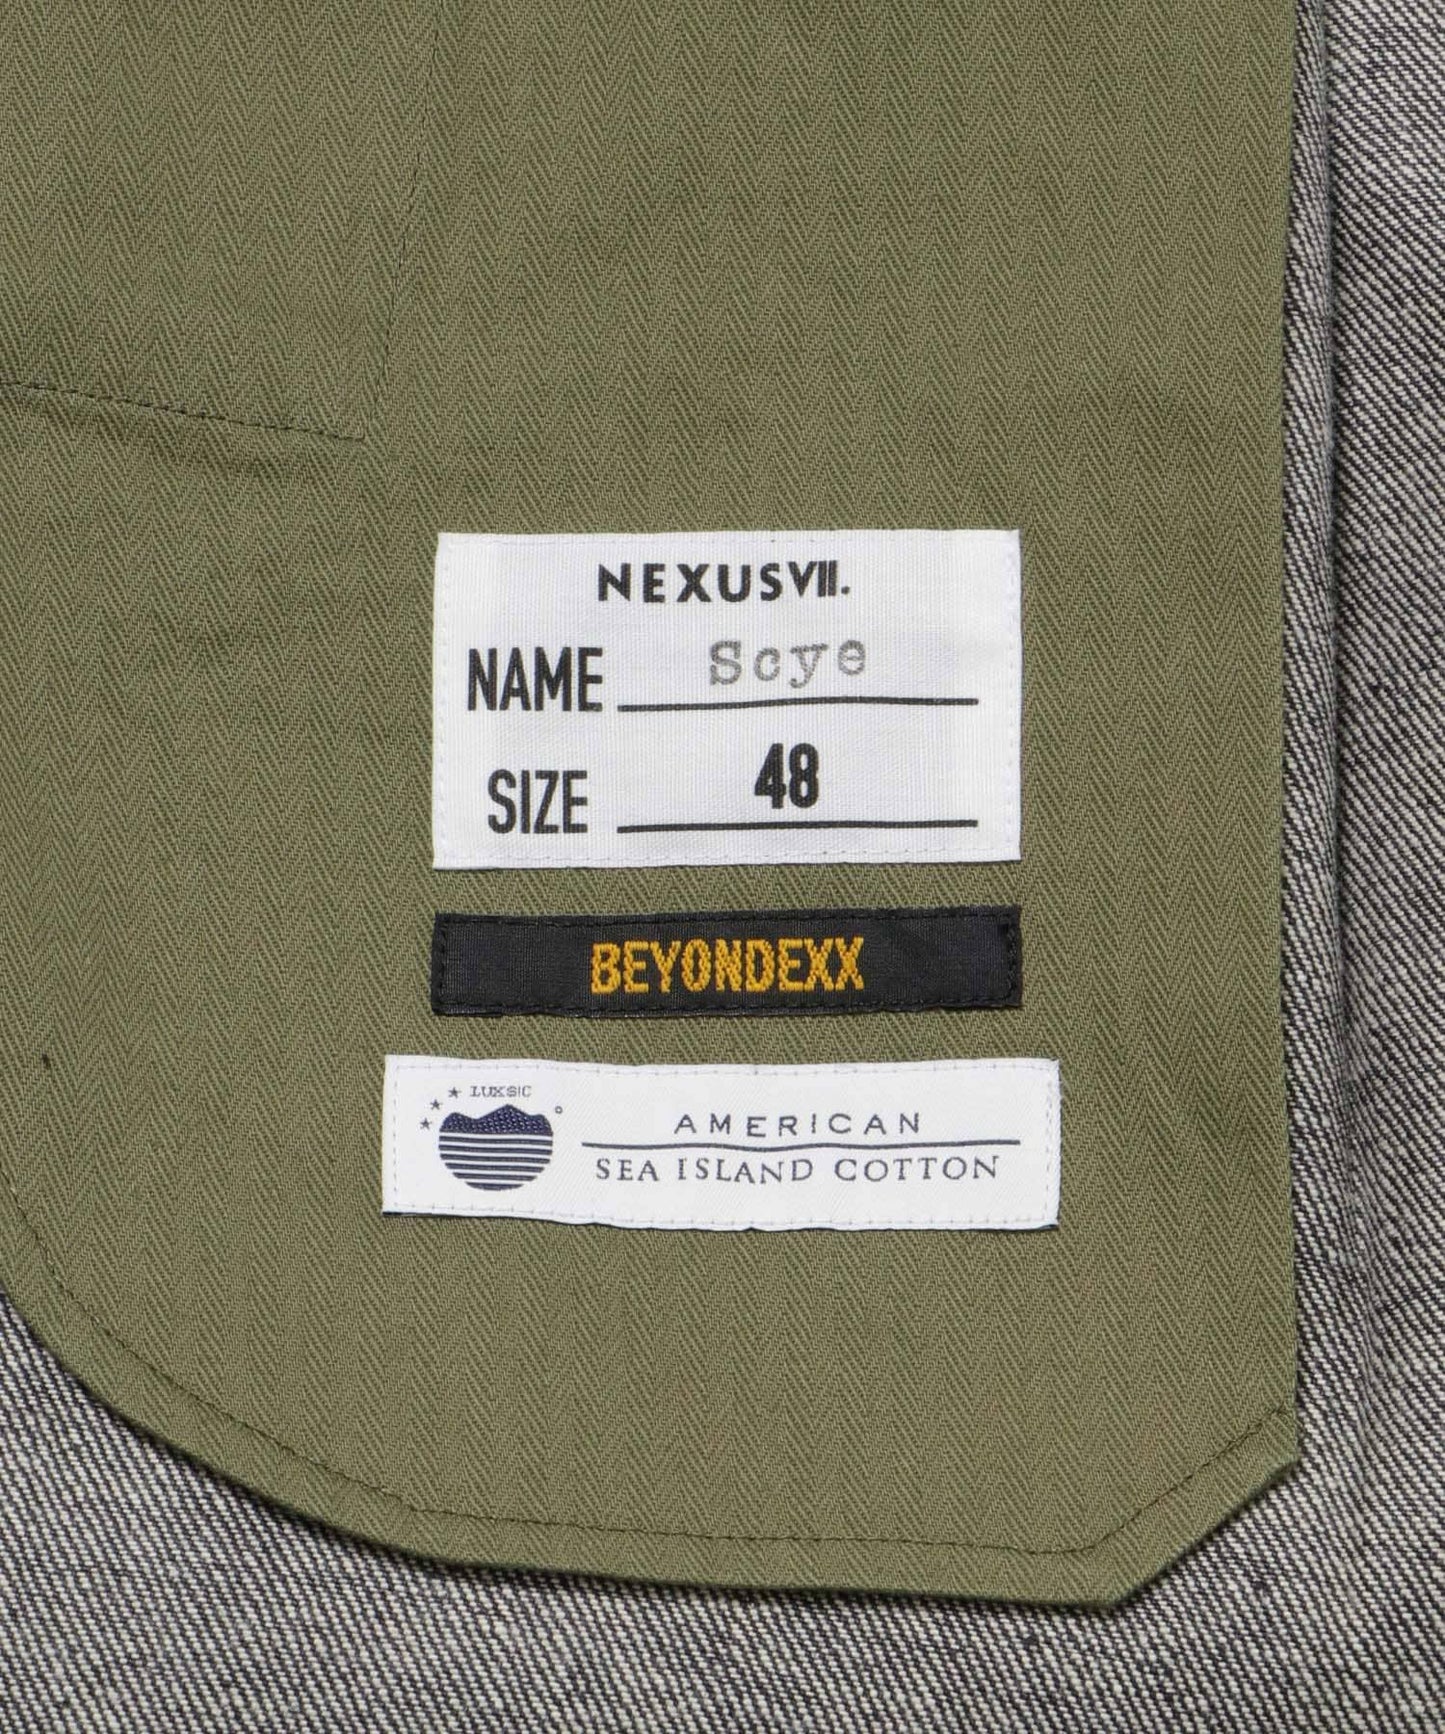 NEXUSVII.
NAME Scye
SIZE 48
BEYONDEXX
LUXSIC
AMERICAN
SEA ISLAND COTTON